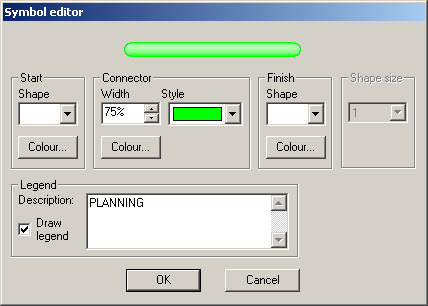 Symbol editor
Start
Connector
Finish
Shape size
Shape
Width
Style
Shape
75%
1
Colour...
Colour...
Colour...
Legend
Description:
PLANNING
Draw
legend
OK
Cancel